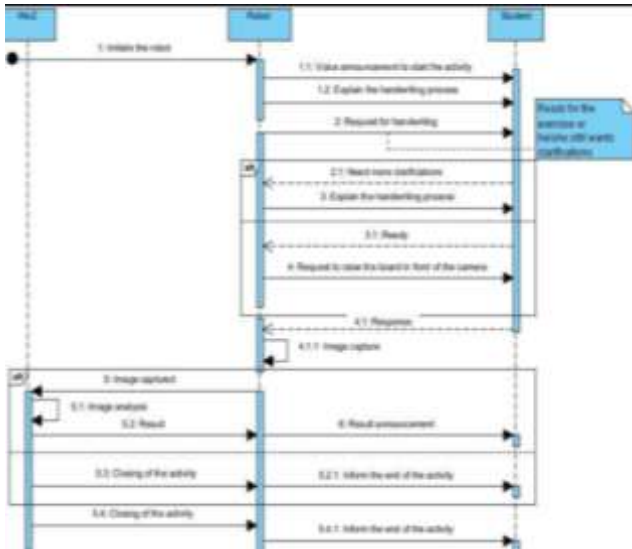 Robot
Student
1: Initiate the robot
1.1: Voice announcement to start the activity
1.2: Explain the handwriting process
2: Request for handwriting
Ready for the
exercise or
he/she still wants
clarifications
alt
2.1: Need more clarifications
3: Explain the handwriting process
3.1: Ready
4: Request to raise the board in front of the camera
4.1: Response
4.1.1: Image capture
alt
5: Image captured
5.1: Image analysis
5.2: Result
6: Result announcement
5.3: Closing of the activity
5.2.1: Inform the end of the activity
5.4: Closing of the activity
5.4.1: Inform the end of the activity